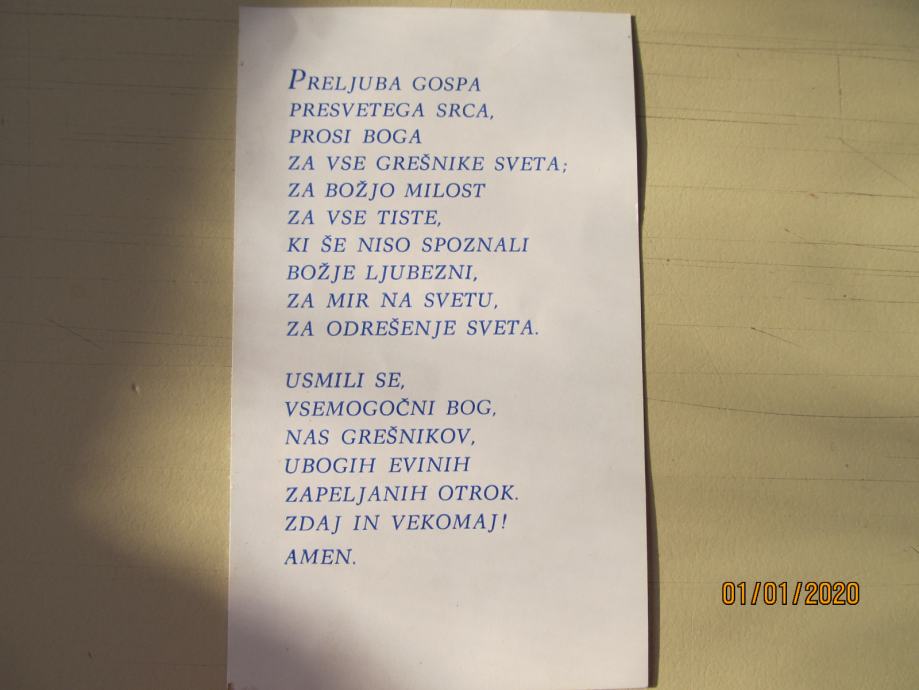 PRELJUBA GOSPA
PRESVETEGA SRCA,
PROSI BOGA
ZA VSE GREŠNIKE SVETA;
ZA BOŽJO MILOST
ZA VSE TISTE,
KI ŠE NISO SPOZNALI
BOŽJE LJUBEZNI,
ZA MIR NA SVETU,
ZA ODREŠENJE SVETA.
USMILI SE,
VSEMOGOČNI BOG,
NAS GREŠNIKOV,
UBOGIH EVINIH
ZAPELJANIH OTROK.
ZDAJ IN VEKOMAJ!
AMEN.
01/01/2020